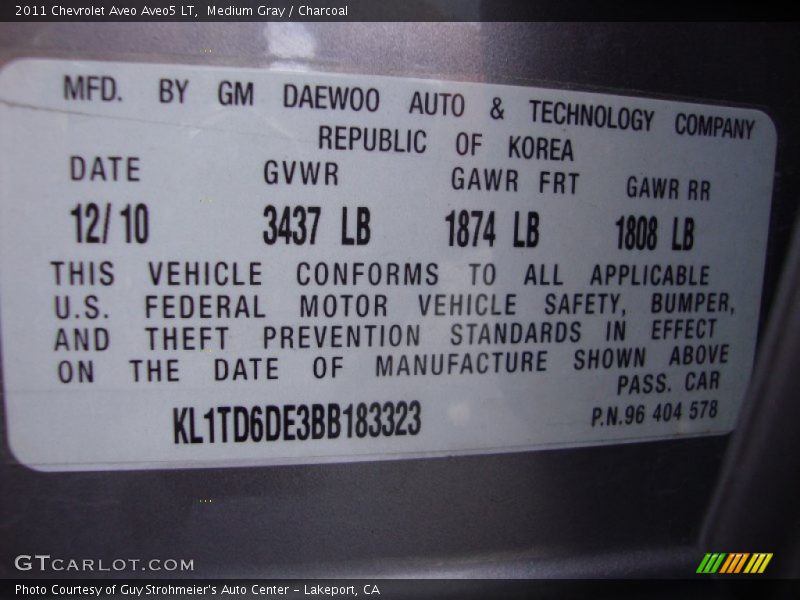 2011 Chevrolet Aveo Aveo5 LT, Medium Gray / Charcoal
MFD. BY GM DAEWOO AUTO & TECHNOLOGY COMPANY
REPUBLIC OF KOREA
DATE GVWR GAWR FRT GAWR RR
12/10 3437 LB 1874 LB 1808 LB
THIS VEHICLE CONFORMS TO ALL APPLICABLE
U.S. FEDERAL MOTOR VEHICLE SAFETY, BUMPER,
AND THEFT PREVENTION STANDARDS IN EFFECT
ON THE DATE OF MANUFACTURE SHOWN ABOVE
PASS. CAR
KL1TD6DE3BB183323 P.N.96 404 578
GTCARLOT.COM
Photo Courtesy of Guy Strohmeier's Auto Center – Lakeport, CA